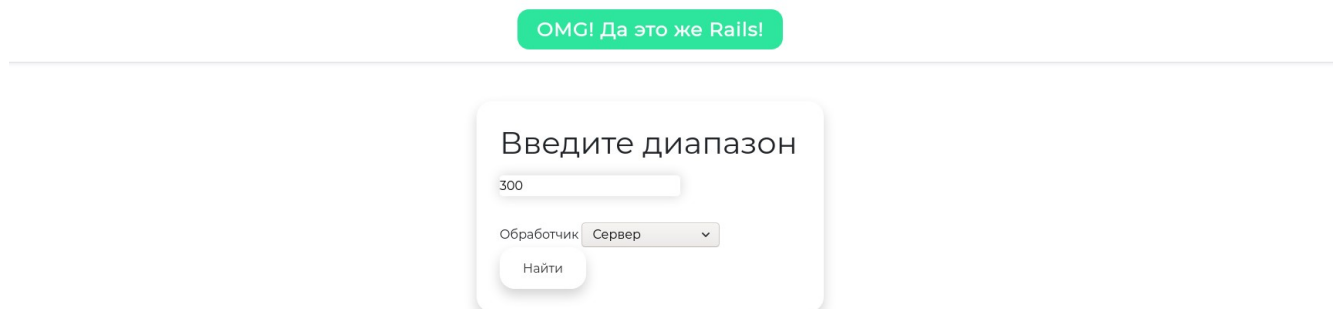 OMG! Да это же Rails!
Введите диапазон
300
Обработчик Сервер
Найти